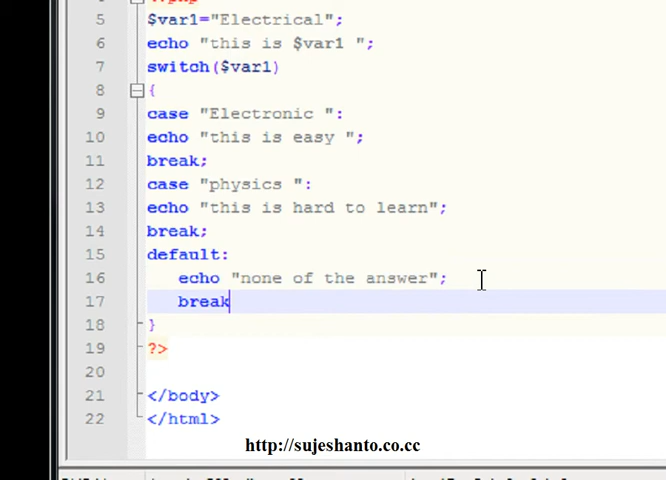 5 $var1="Electrical";
6 echo "this is $var1 ";
7 switch($var1)
8 {
9 case "Electronic ":
10 echo "this is easy ";
11 break;
12 case "physics ":
13 echo "this is hard to learn";
14 break;
15 default:
16 echo "none of the answer";
17 break
18 }
19 ?>
20
21 </body>
22 </html>
http://sujeshanto.co.cc